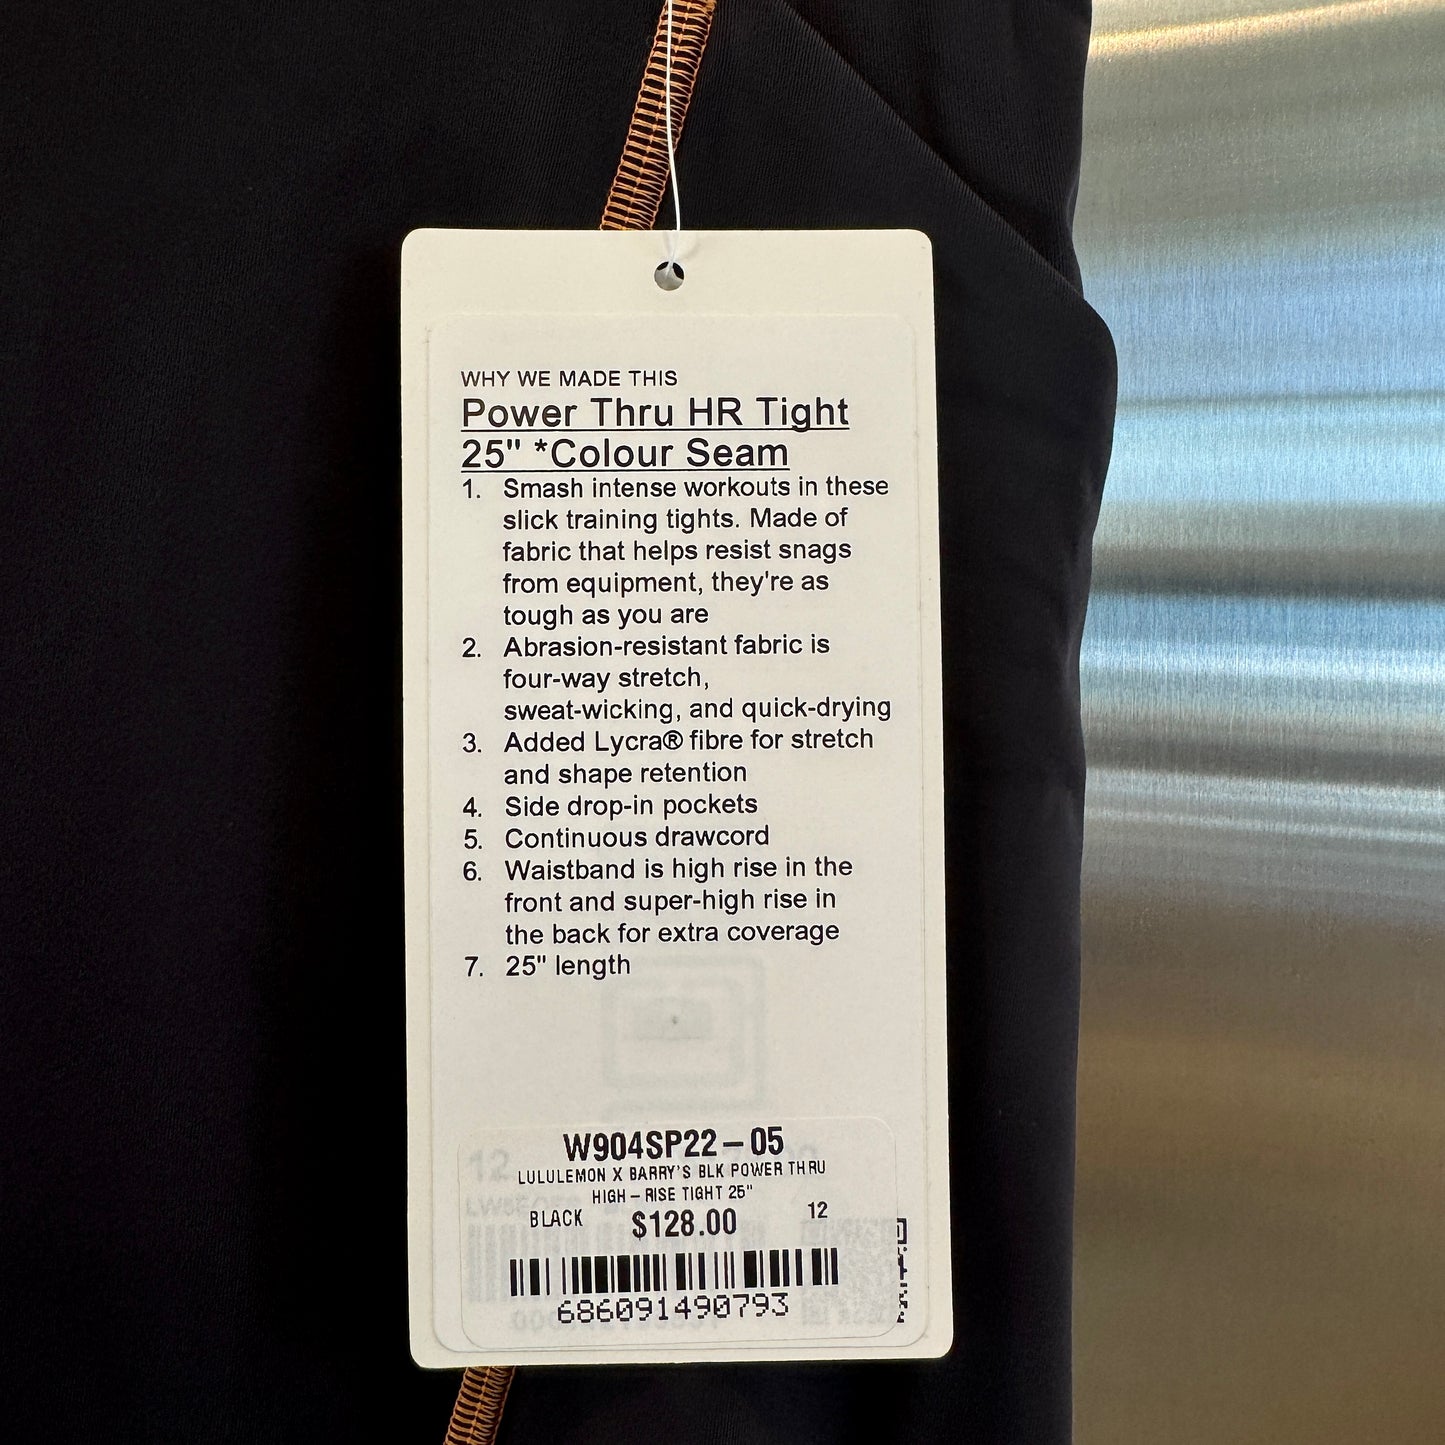 WHY WE MADE THIS
Power Thru HR Tight
25" *Colour Seam
1. Smash intense workouts in these
slick training tights. Made of
fabric that helps resist snags
from equipment, they're as
tough as you are
2. Abrasion-resistant fabric is
four-way stretch,
sweat-wicking, and quick-drying
3. Added Lycra® fibre for stretch
and shape retention
4. Side drop-in pockets
5. Continuous drawcord
6. Waistband is high rise in the
front and super-high rise in
the back for extra coverage
7. 25" length
W904SP22-05
LULULEMON X BARRY'S BLK POWER THRU
HIGH-RISE TIGHT 25"
BLACK $128.00 12
686091490793